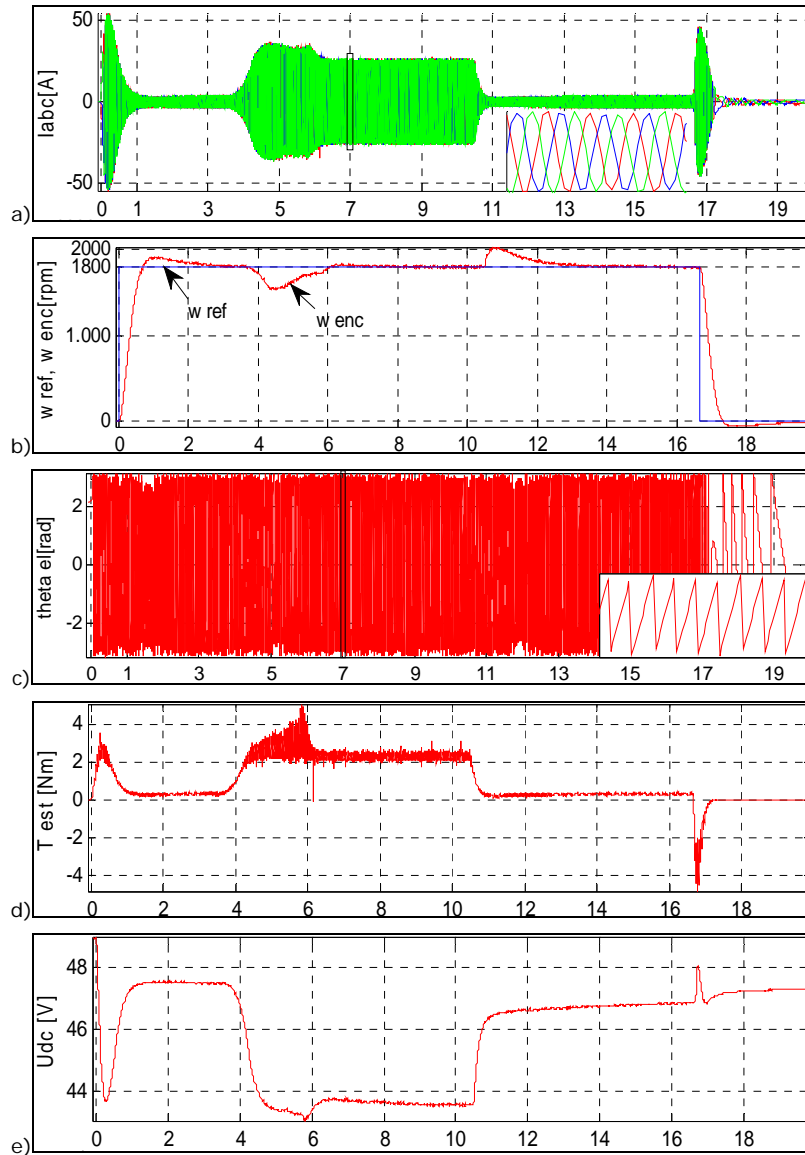 50
0
-50
Iabc[A]
0 1 3 5 7 9 11 13 15 17 19
a)
2000
1800
1.000
0
w ref, w enc[rpm]
w ref
w enc
0 2 4 6 8 10 12 14 16 18
b)
2
0
-2
theta el[rad]
0 1 3 5 7 9 11 13 15 17 19
c)
4
2
0
-2
-4
T est [Nm]
0 2 4 6 8 10 12 14 16 18
d)
48
46
44
Udc [V]
0 2 4 6 8 10 12 14 16 18
e)